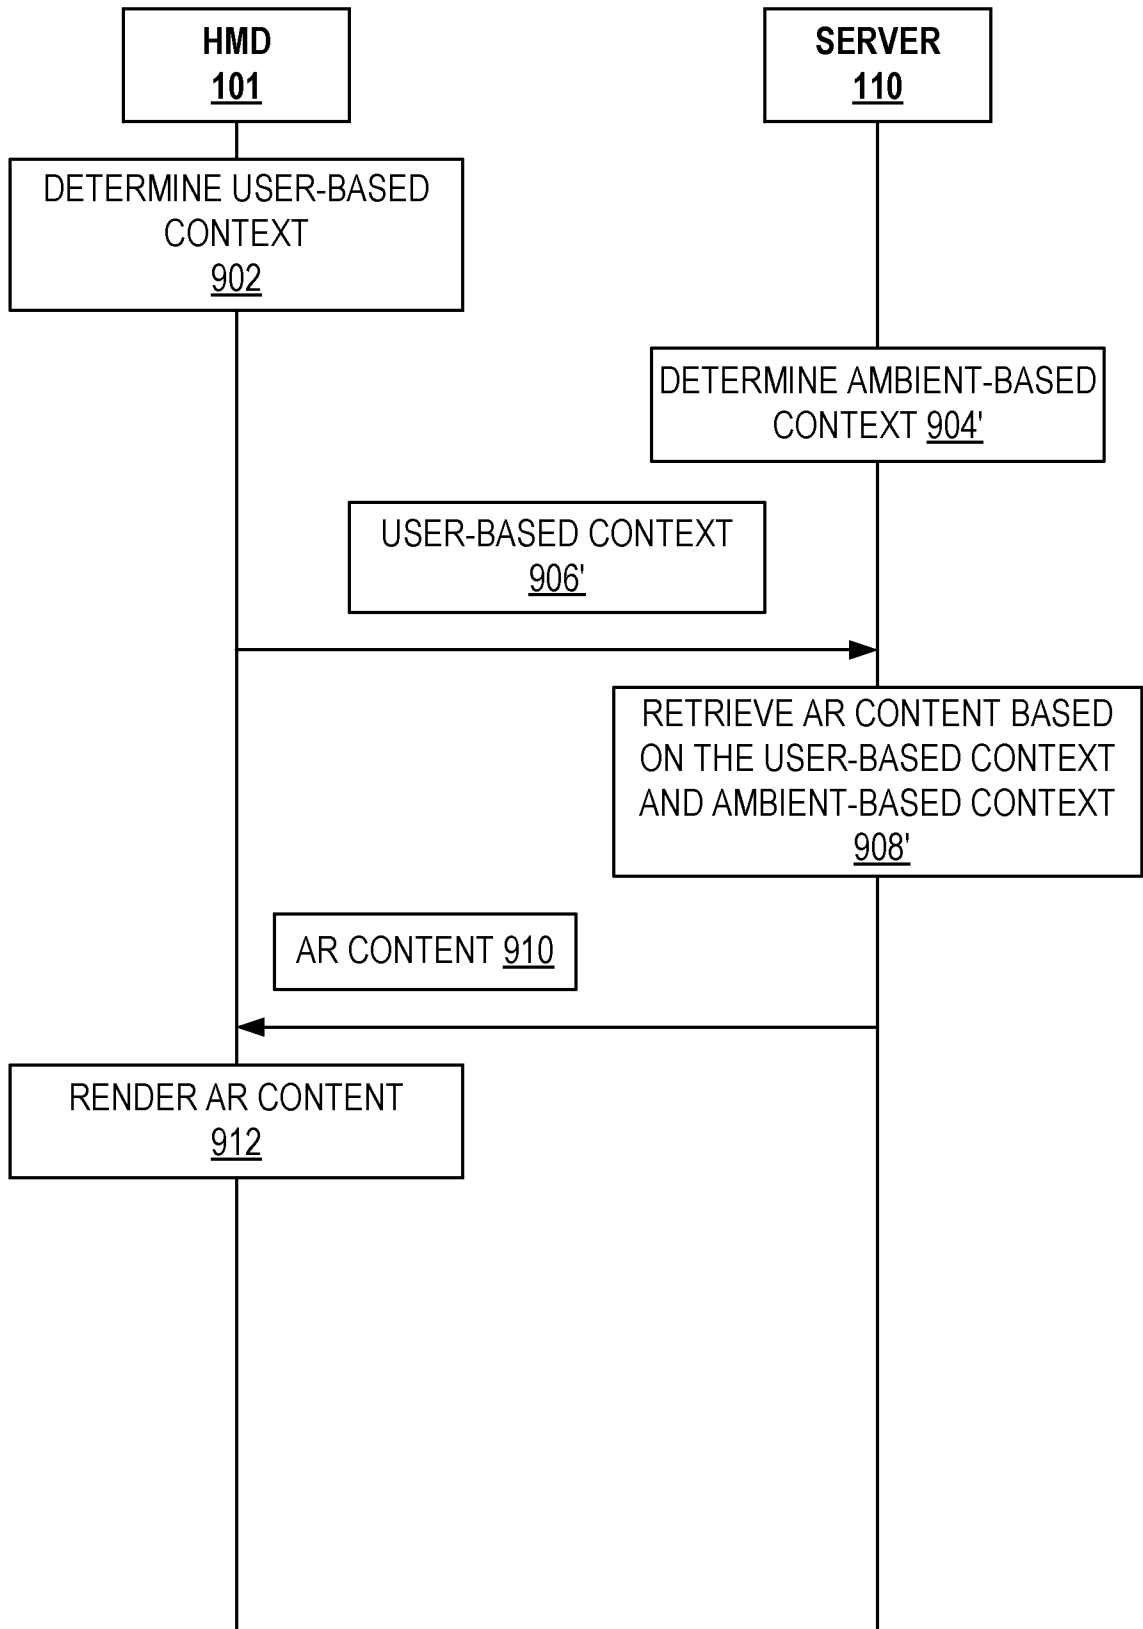 HMD
101
SERVER
110
DETERMINE USER-BASED
CONTEXT
902
DETERMINE AMBIENT-BASED
CONTEXT 904'
USER-BASED CONTEXT
906'
RETRIEVE AR CONTENT BASED
ON THE USER-BASED CONTEXT
AND AMBIENT-BASED CONTEXT
908'
AR CONTENT 910
RENDER AR CONTENT
912